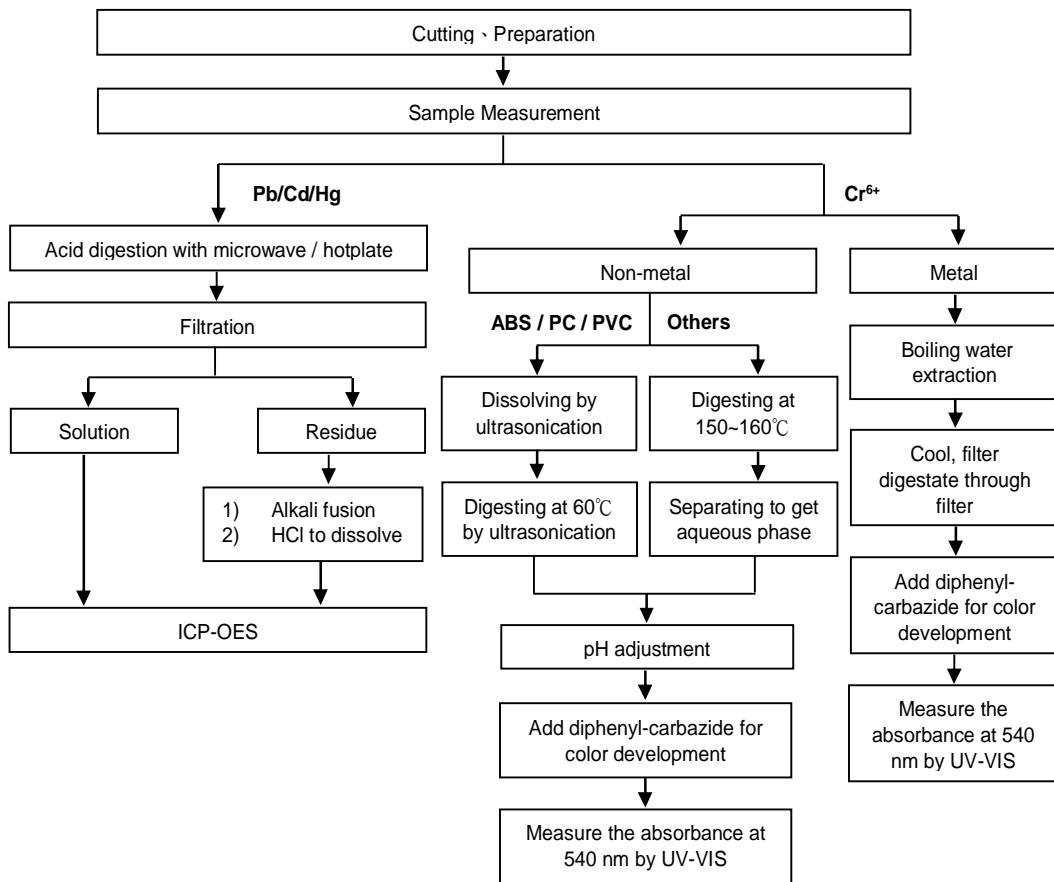 Cutting、Preparation
Sample Measurement
Pb/Cd/Hg
Cr⁶⁺
Acid digestion with microwave / hotplate
Filtration
Solution
Residue
1) Alkali fusion
2) HCl to dissolve
ICP-OES
Non-metal
Metal
ABS / PC / PVC
Others
Dissolving by
ultrasonication
Digesting at
150~160℃
Digesting at 60℃
by ultrasonication
Separating to get
aqueous phase
pH adjustment
Add diphenyl-carbazide for
color development
Measure the absorbance at
540 nm by UV-VIS
Boiling water
extraction
Cool, filter
digestate through
filter
Add diphenyl-
carbazide for color
development
Measure the
absorbance at 540
nm by UV-VIS